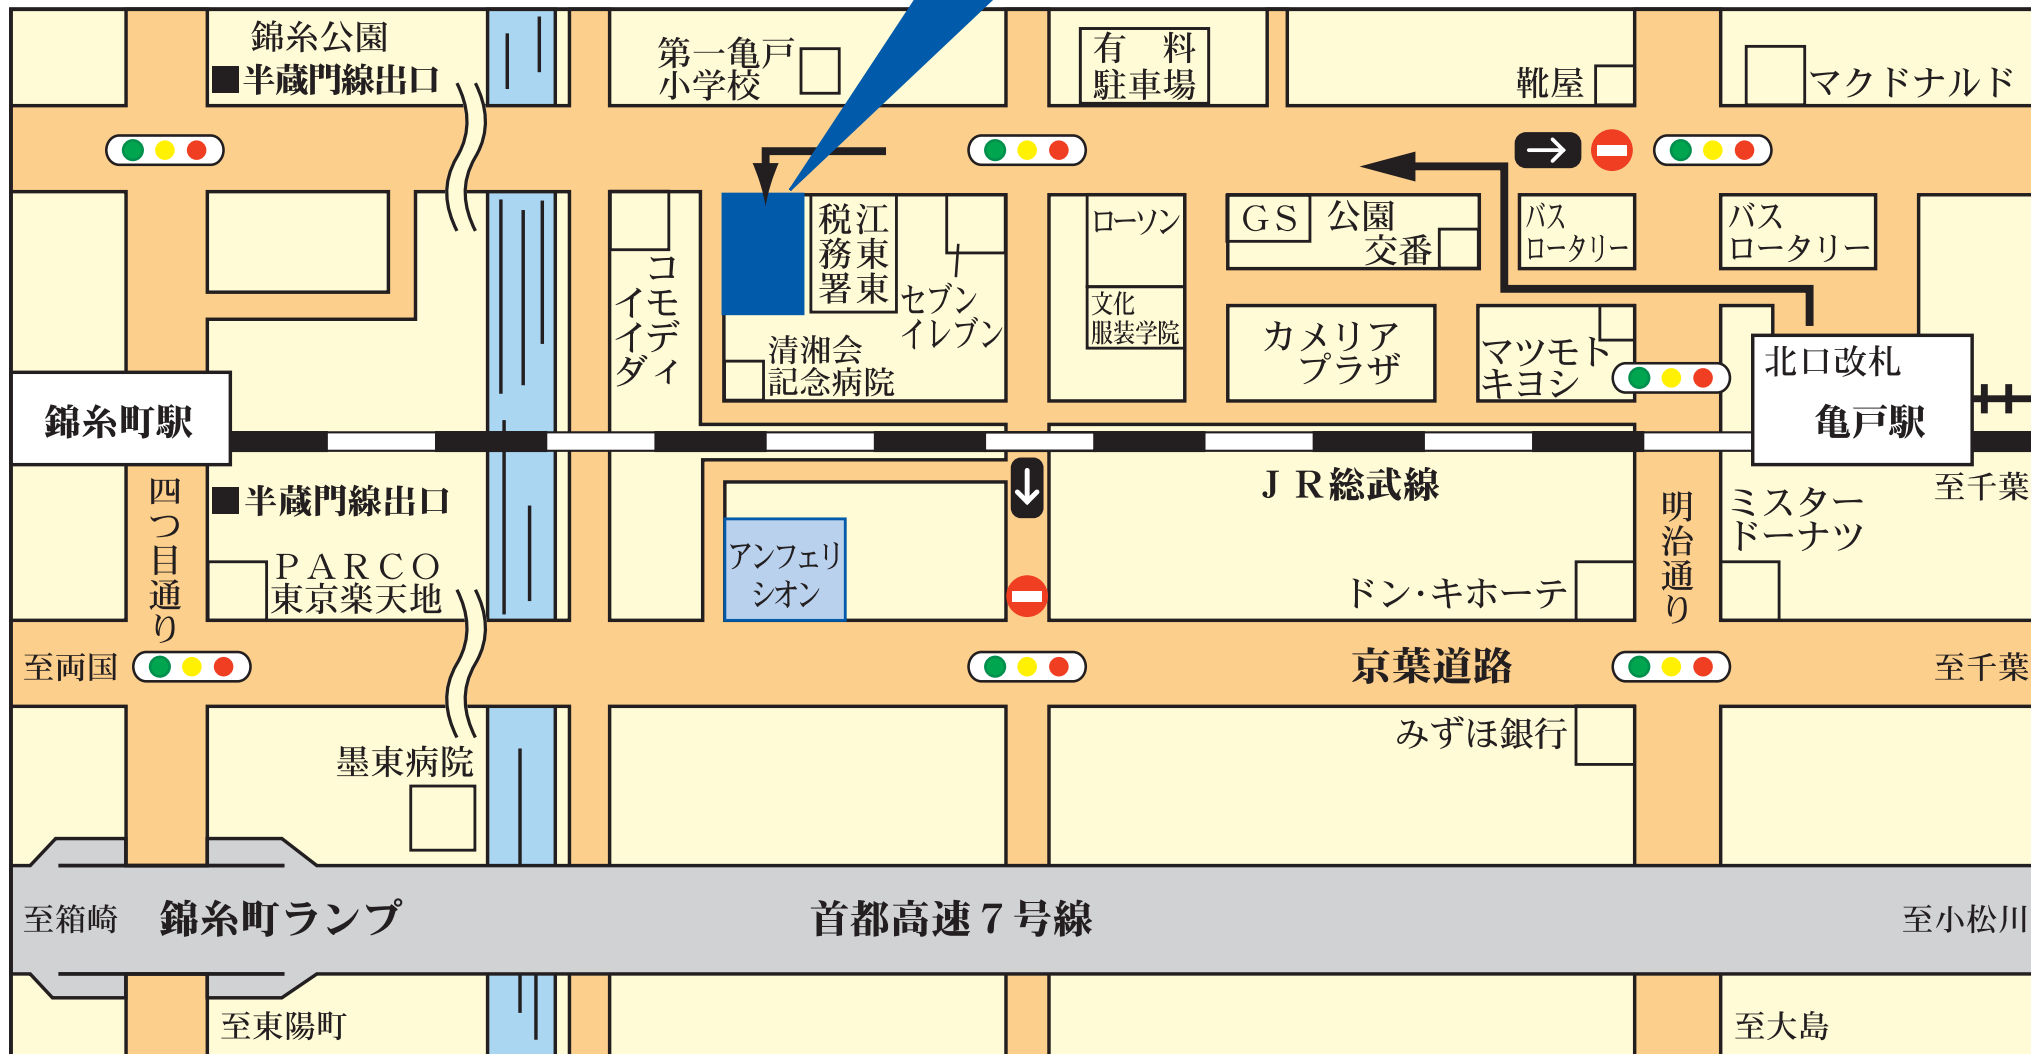 錦糸公園
■半蔵門線出口
第一亀戸
小学校
有　料
駐車場
靴屋
マクドナルド
コモディ
イイダ
江東東
税務署
セブン
イレブン
清湘会
記念病院
ローソン
文化
服装学院
GS
公園
交番
バス
ロータリー
バス
ロータリー
カメリア
プラザ
マツモト
キヨシ
北口改札
亀戸駅
錦糸町駅
JR総武線
至千葉
■半蔵門線出口
四つ目通り
PARCO
東京楽天地
アンフェリ
シオン
明治通り
ミスター
ドーナツ
ドン・キホーテ
至両国
京葉道路
至千葉
みずほ銀行
墨東病院
至箱崎
錦糸町ランプ
首都高速7号線
至小松川
至東陽町
至大島